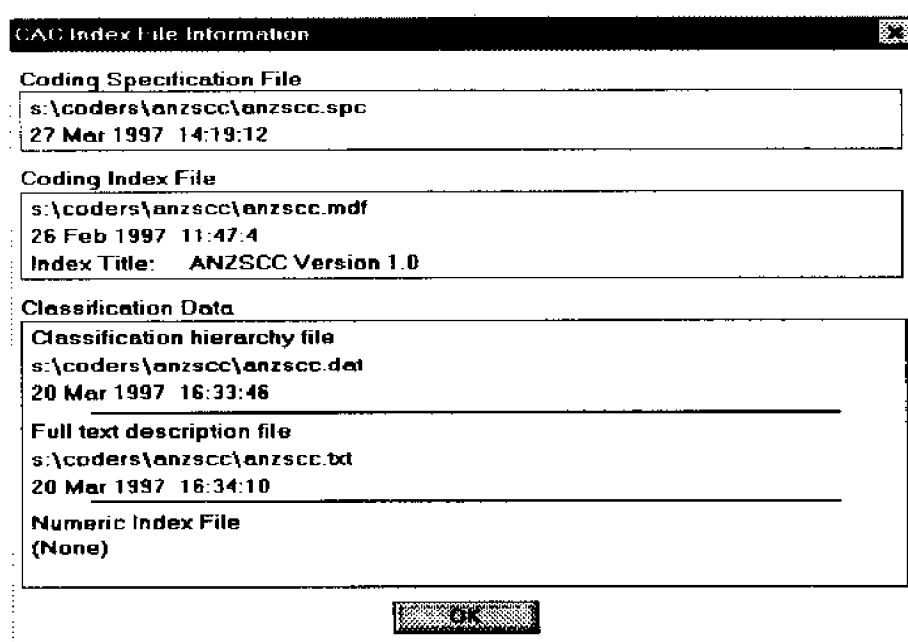 CAC Index File Information
Coding Specification File
s:\coders\anzscc\anzscc.spc
27 Mar 1997 14:19:12
Coding Index File
s:\coders\anzscc\anzscc.mdf
26 Feb 1997 11:47:4
Index Title: ANZSCC Version 1.0
Classification Data
Classification hierarchy file
s:\coders\anzscc\anzscc.dat
20 Mar 1997 16:33:46
Full text description file
s:\coders\anzscc\anzscc.txt
20 Mar 1997 16:34:10
Numeric Index File
(None)
OK